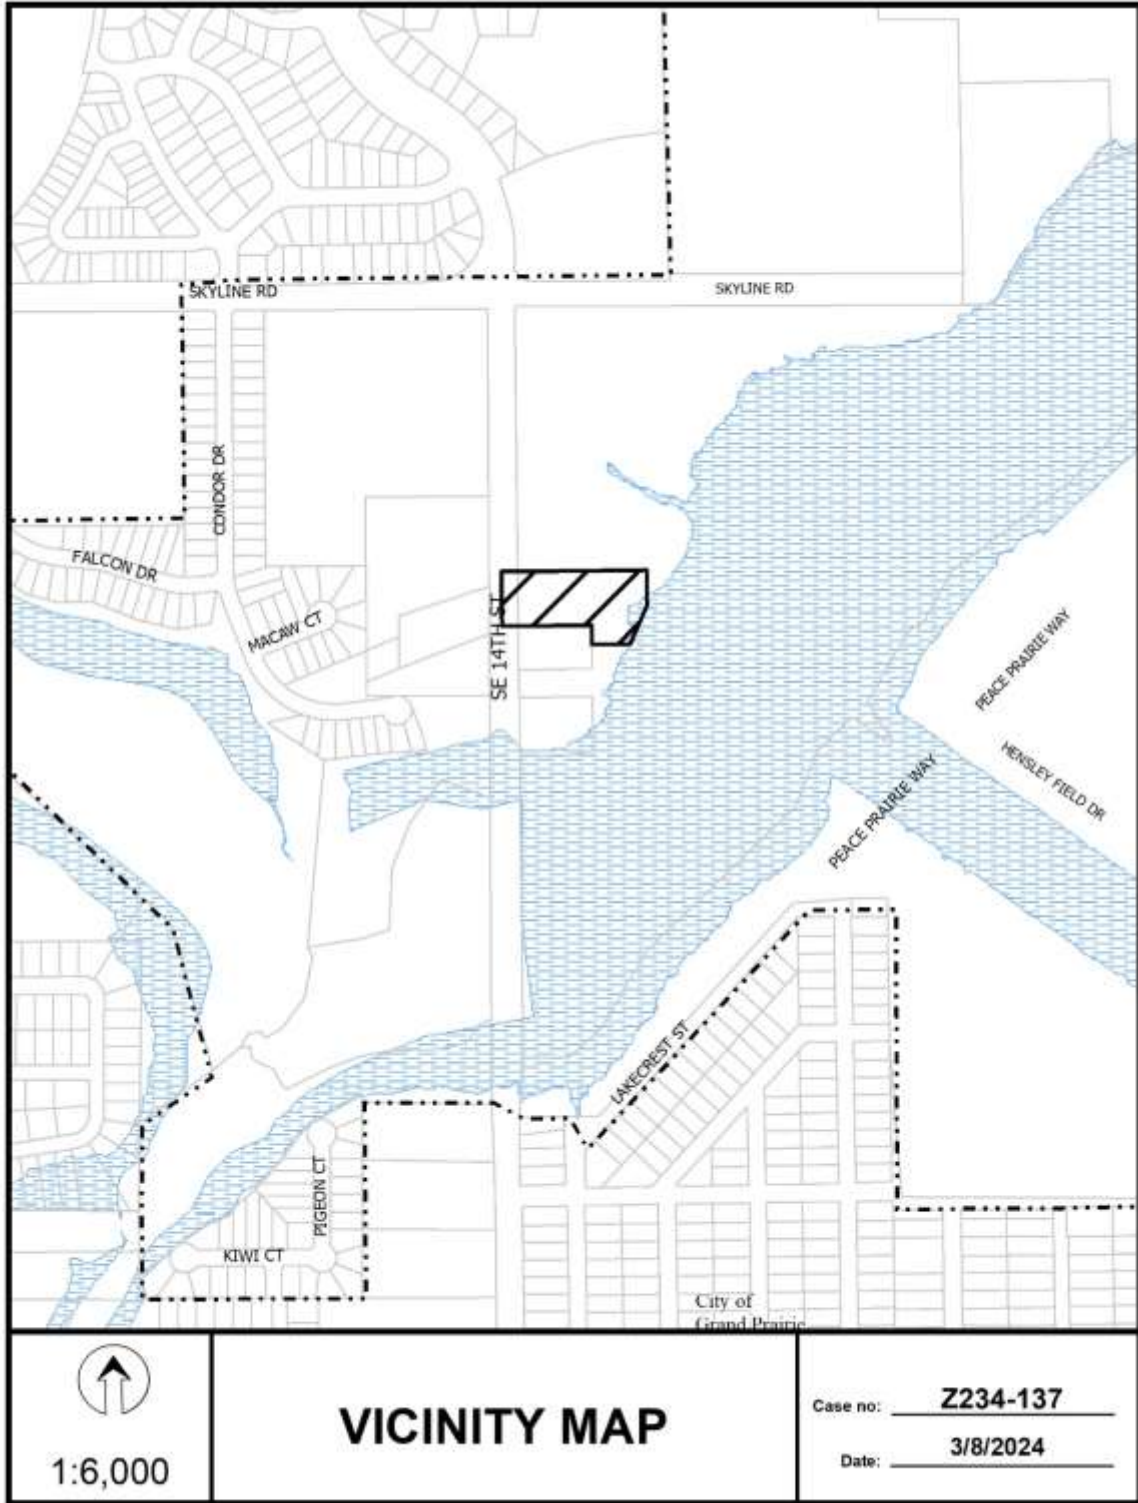 SKYLINE RD
SKYLINE RD
CONDOR DR
FALCON DR
MACAW CT
SE 14TH ST
PEACE PRAIRIE WAY
HENSLEY FIELD DR
PEACE PRAIRIE WAY
LAKECREST ST
PIGEON CT
KIWI CT
City of
Grand Prairie
1:6,000
VICINITY MAP
Case no: Z234-137
Date: 3/8/2024